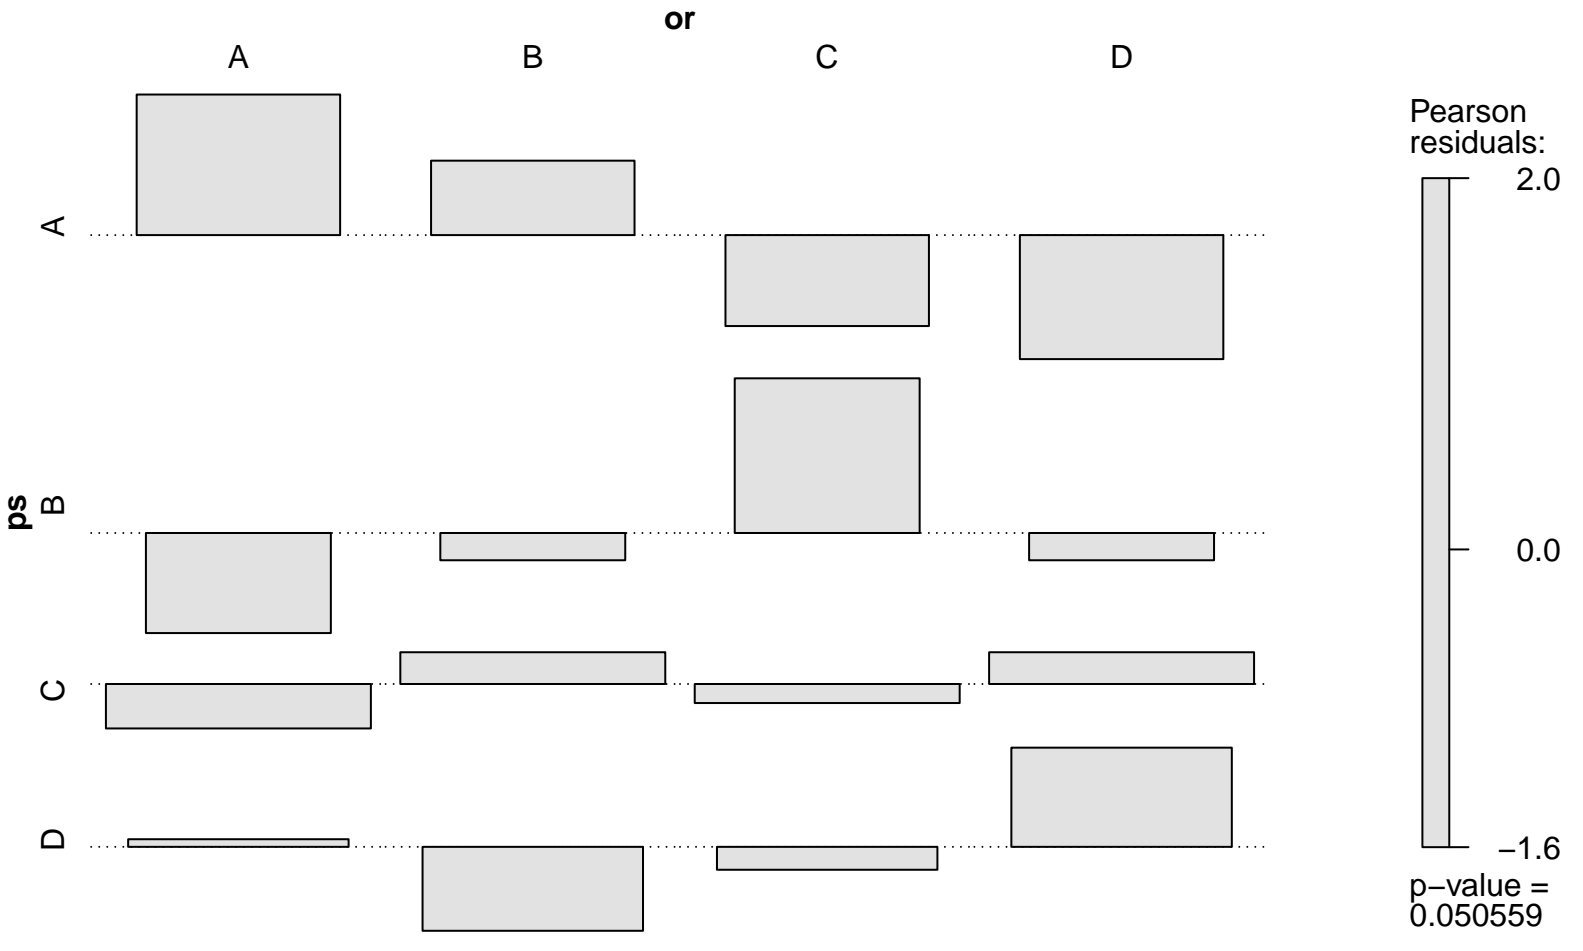 or
A B C D
Pearson
residuals:
2.0
A
ps
B
0.0
C
D
−1.6
p−value =
0.050559